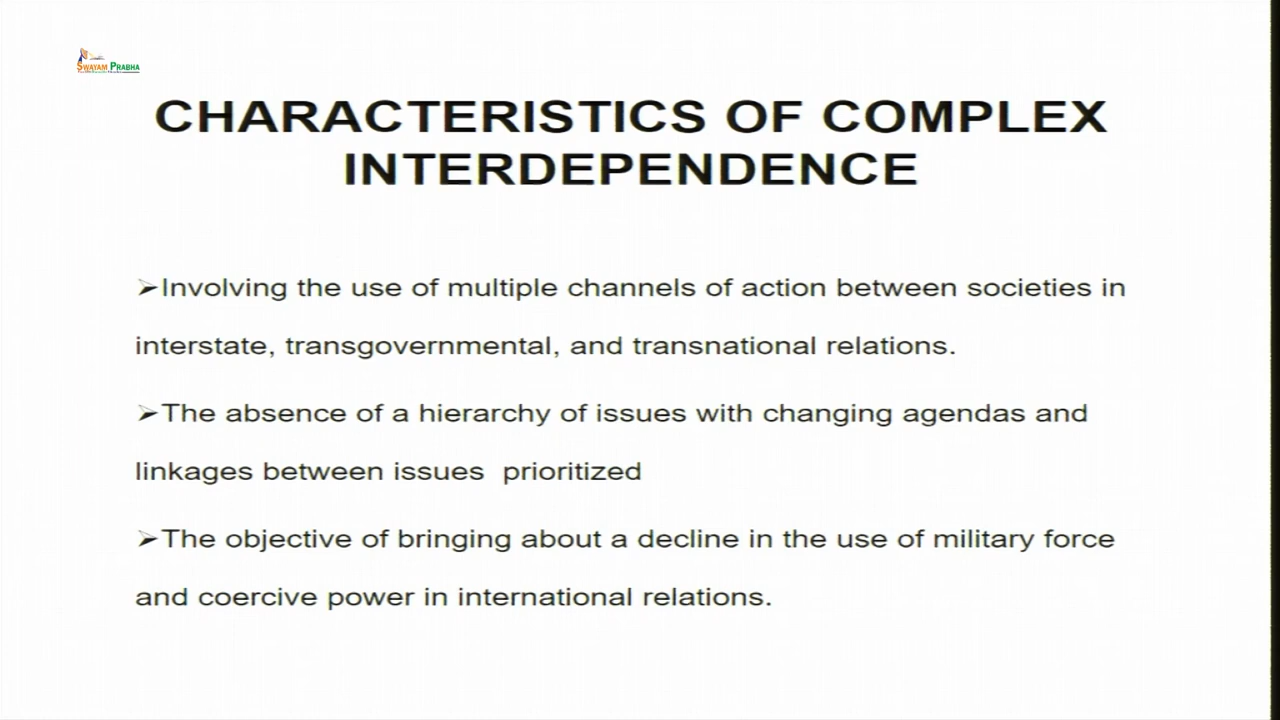 SWAYAM PRABHA
CHARACTERISTICS OF COMPLEX
INTERDEPENDENCE
➢Involving the use of multiple channels of action between societies in
interstate, transgovernmental, and transnational relations.
➢The absence of a hierarchy of issues with changing agendas and
linkages between issues  prioritized
➢The objective of bringing about a decline in the use of military force
and coercive power in international relations.